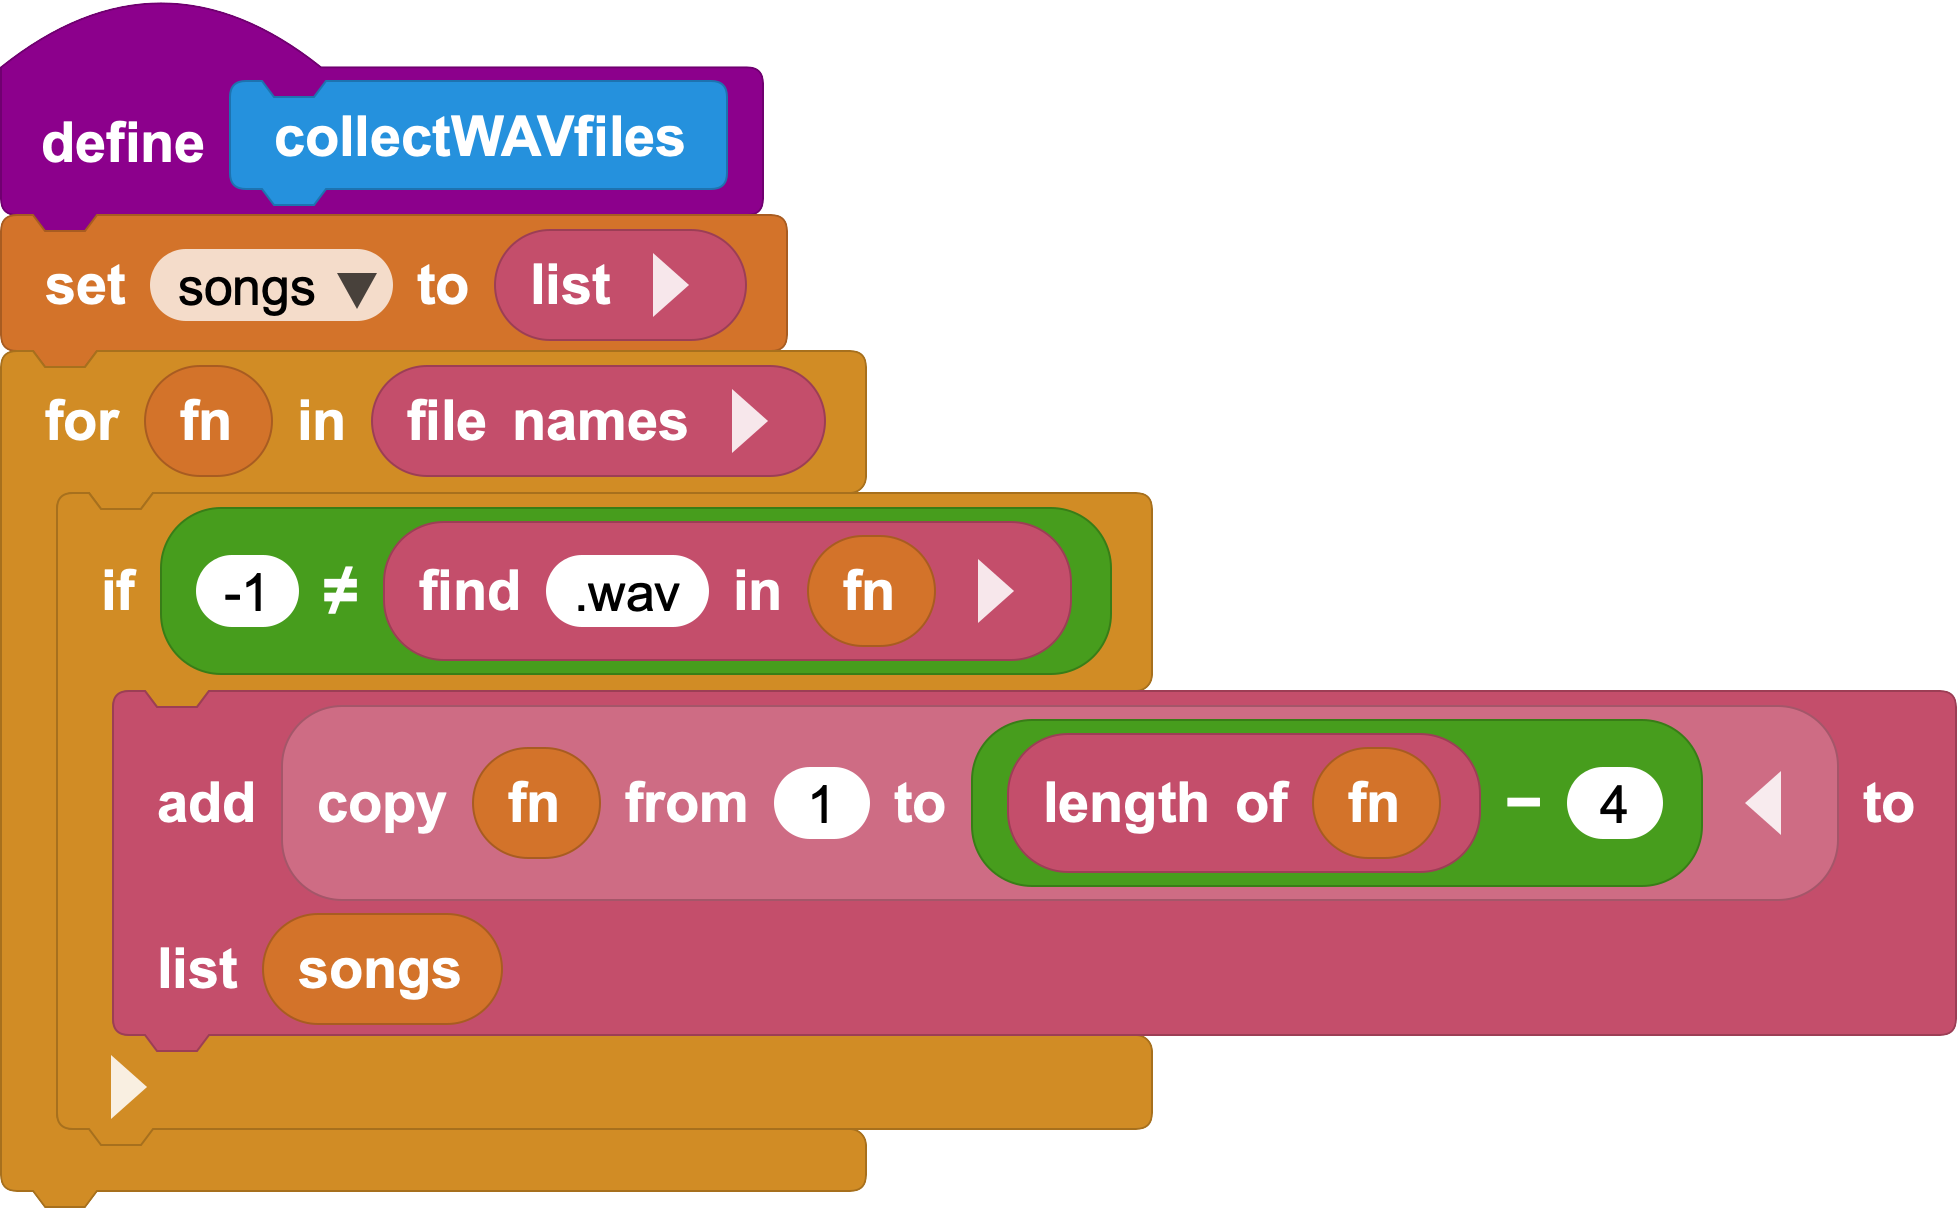 define collectWAVfiles
set songs to list
for fn in file names
if -1 ≠ find .wav in fn
add copy fn from 1 to length of fn − 4 to
list songs